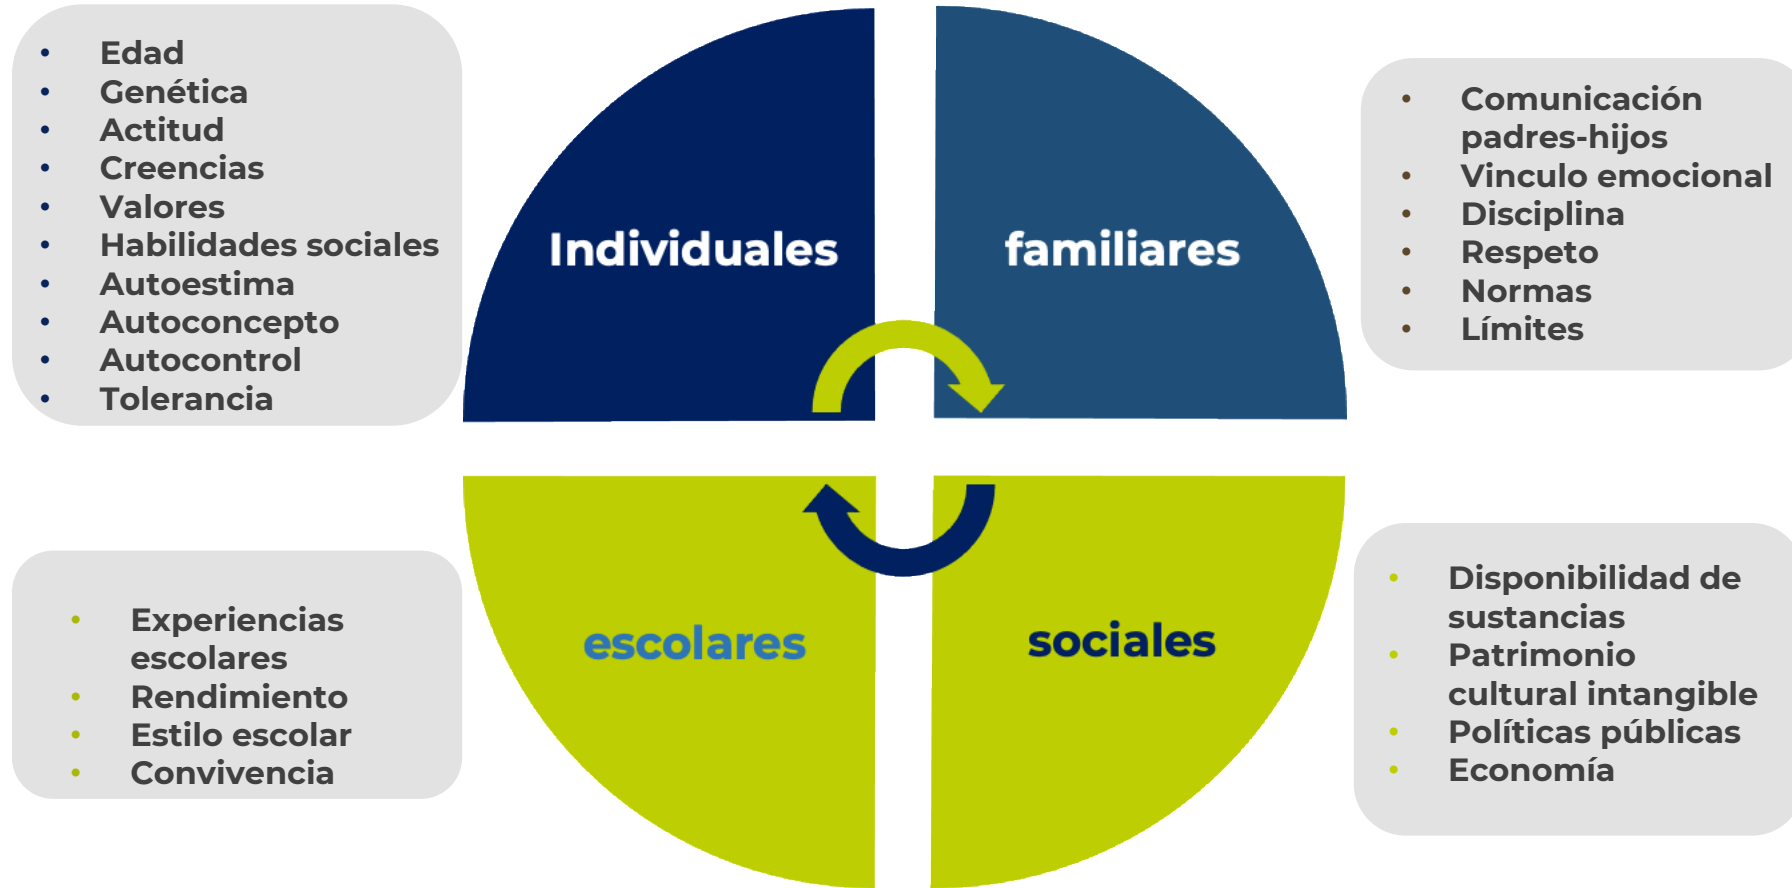 • Edad
• Genética
• Actitud
• Creencias
• Valores
• Habilidades sociales
• Autoestima
• Autoconcepto
• Autocontrol
• Tolerancia
Individuales
familiares
• Comunicación
padres-hijos
• Vinculo emocional
• Disciplina
• Respeto
• Normas
• Límites
• Experiencias
escolares
• Rendimiento
• Estilo escolar
• Convivencia
escolares
sociales
• Disponibilidad de
sustancias
• Patrimonio
cultural intangible
• Políticas públicas
• Economía